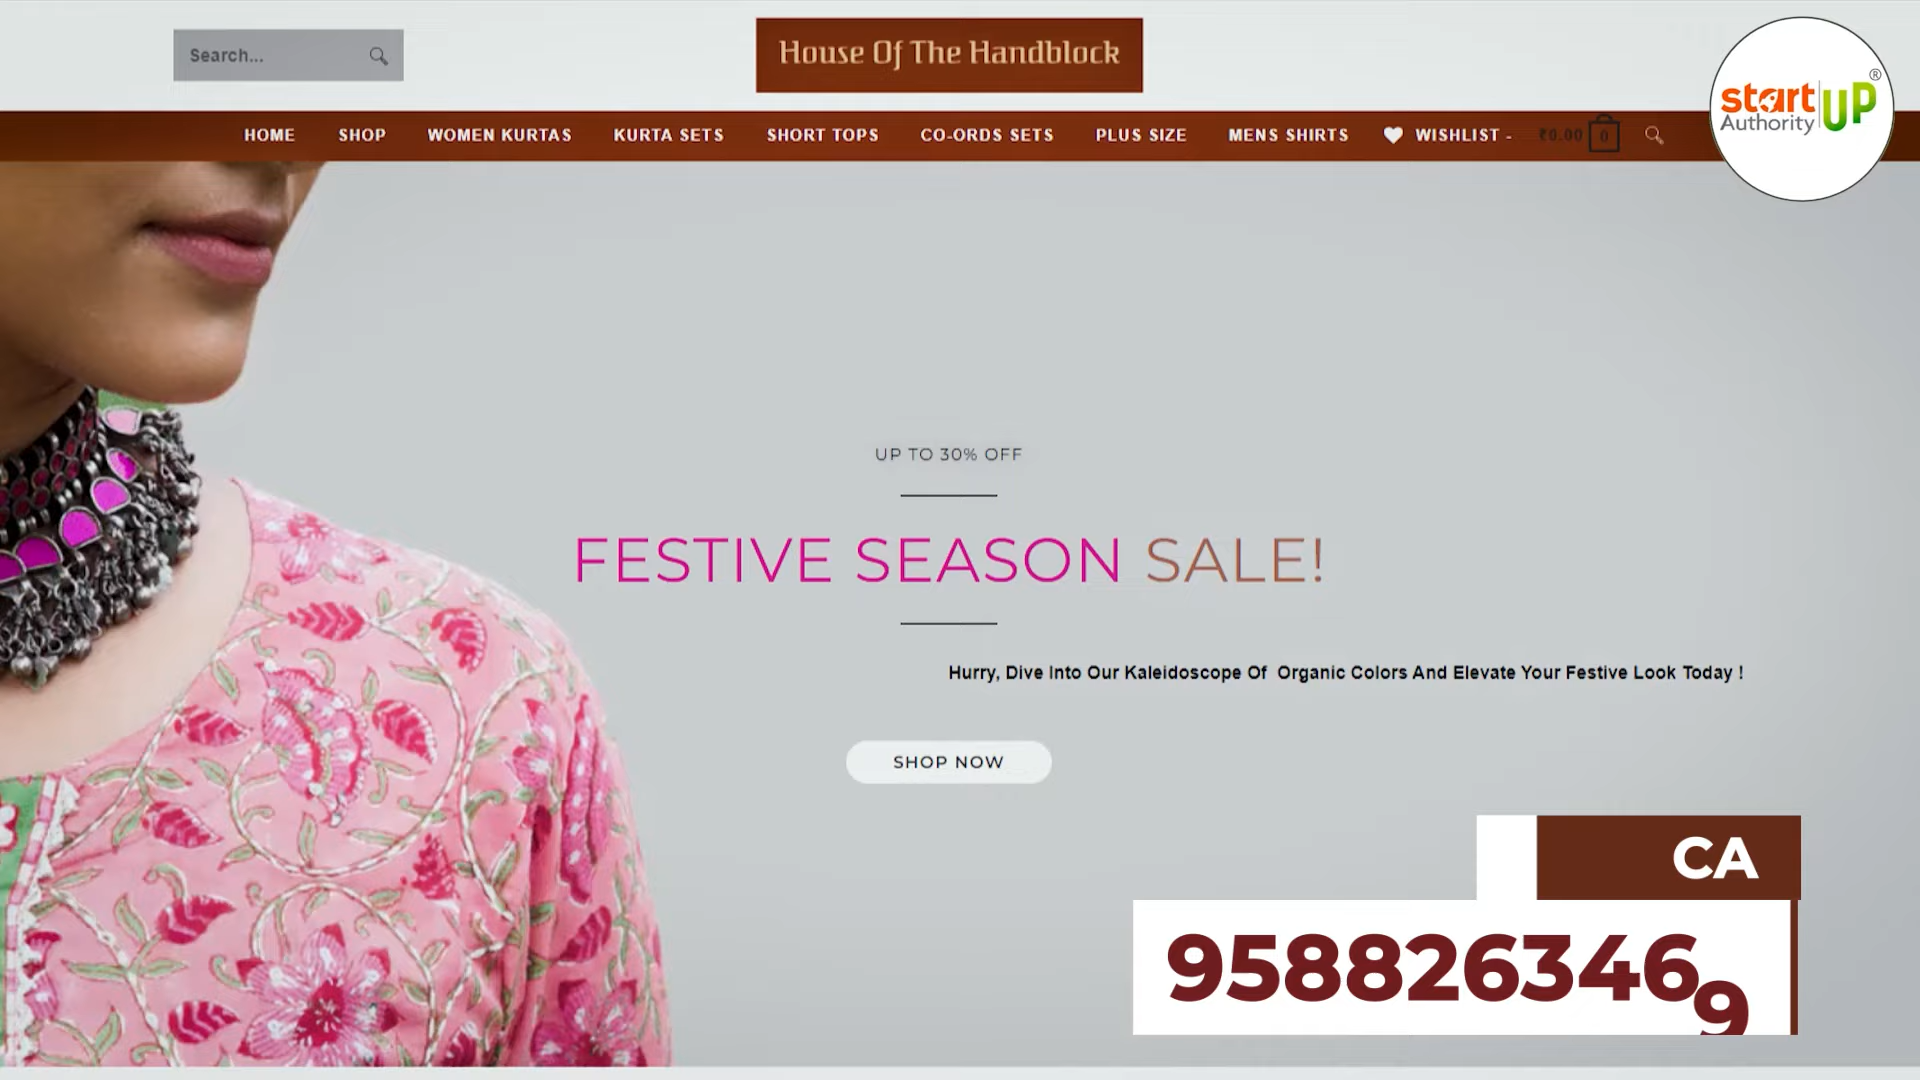 Search...
House Of The Handblock
start UP ®
Authority
HOME SHOP WOMEN KURTAS KURTA SETS SHORT TOPS CO-ORDS SETS PLUS SIZE MENS SHIRTS WISHLIST - ₹0.00 0
UP TO 30% OFF
FESTIVE SEASON SALE!
Hurry, Dive Into Our Kaleidoscope Of Organic Colors And Elevate Your Festive Look Today !
SHOP NOW
CA
9588263469